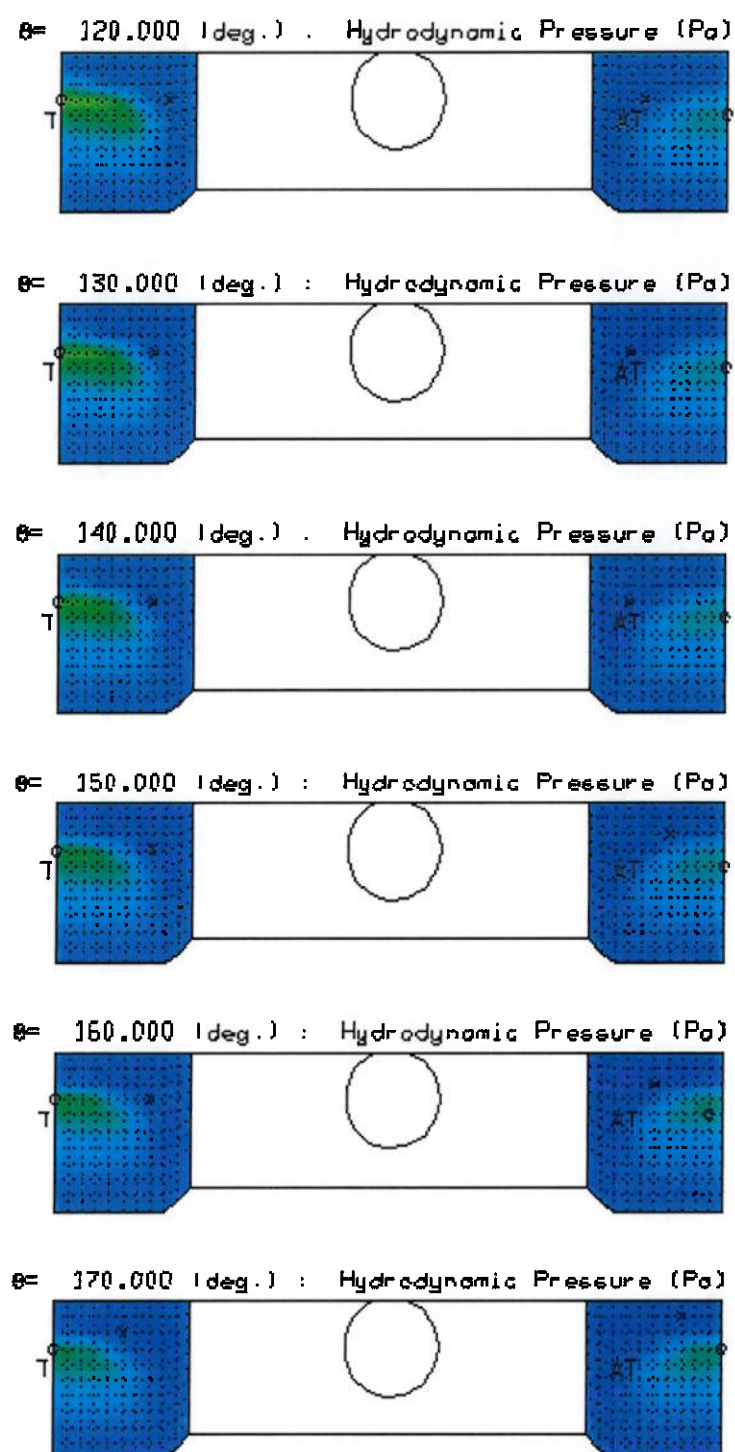 θ= 120.000 (deg.) . Hydrodynamic Pressure (Pa)
T AT
θ= 130.000 (deg.) : Hydrodynamic Pressure (Pa)
T AT
θ= 140.000 (deg.) . Hydrodynamic Pressure (Pa)
T AT
θ= 150.000 (deg.) : Hydrodynamic Pressure (Pa)
T AT
θ= 160.000 (deg.) : Hydrodynamic Pressure (Pa)
T AT
θ= 170.000 (deg.) : Hydrodynamic Pressure (Pa)
T AT